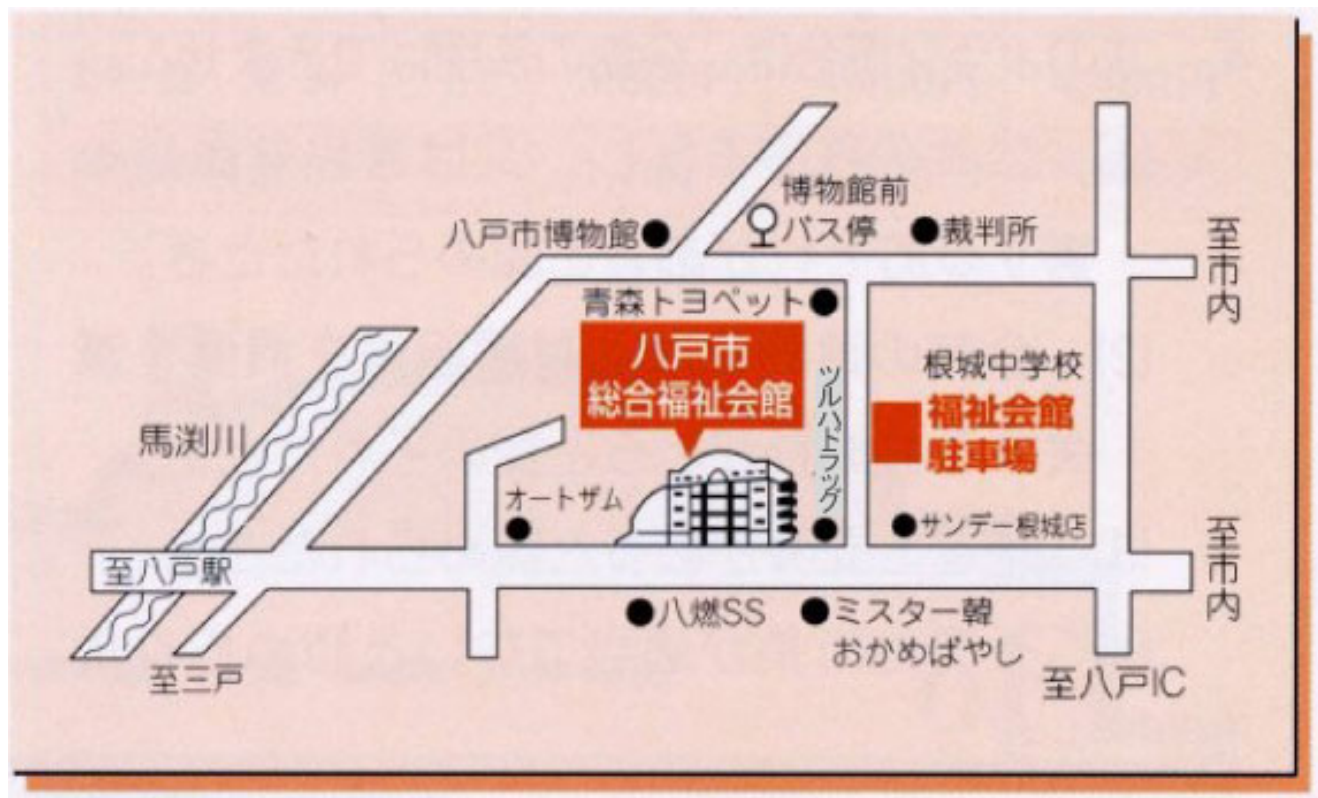 博物館前
バス停
八戸市博物館
裁判所
至市内
青森トヨペット
八戸市
総合福祉会館
ツルハドラッグ
根城中学校
福祉会館
駐車場
馬渕川
オートザム
サンデー根城店
至八戸駅
至市内
八燃SS
ミスター韓
おかめばやし
至三戸
至八戸IC